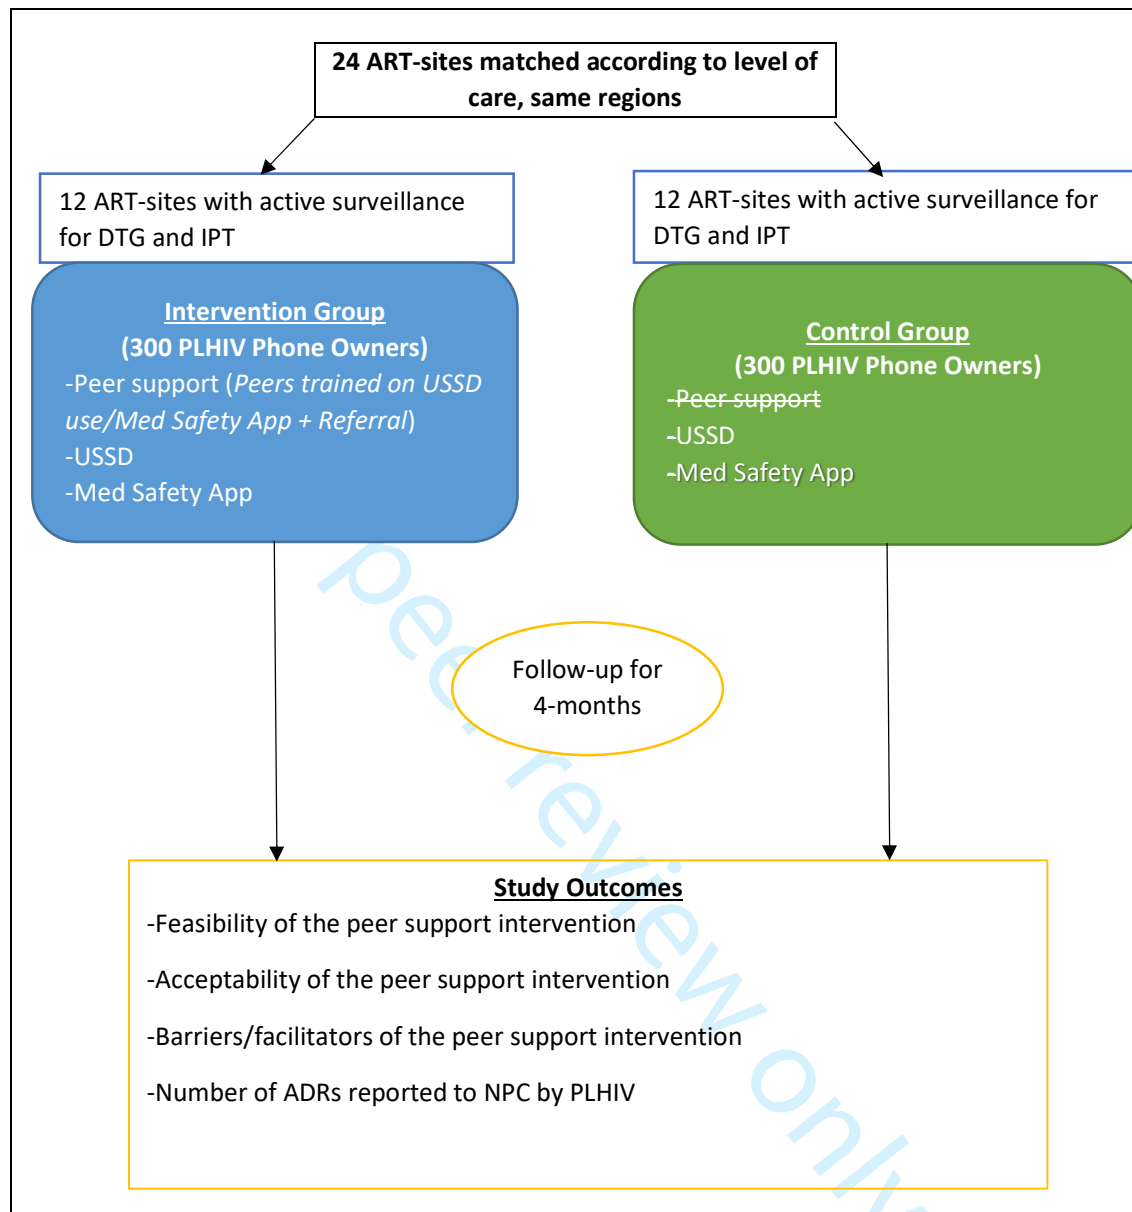 24 ART-sites matched according to level of
care, same regions
12 ART-sites with active surveillance
for DTG and IPT
12 ART-sites with active surveillance for
DTG and IPT
Intervention Group
(300 PLHIV Phone Owners)
-Peer support (Peers trained on USSD
use/Med Safety App + Referral)
-USSD
-Med Safety App
Control Group
(300 PLHIV Phone Owners)
-Peer support
-USSD
-Med Safety App
Follow-up for
4-months
Study Outcomes
-Feasibility of the peer support intervention
-Acceptability of the peer support intervention
-Barriers/facilitators of the peer support intervention
-Number of ADRs reported to NPC by PLHIV
peer review only